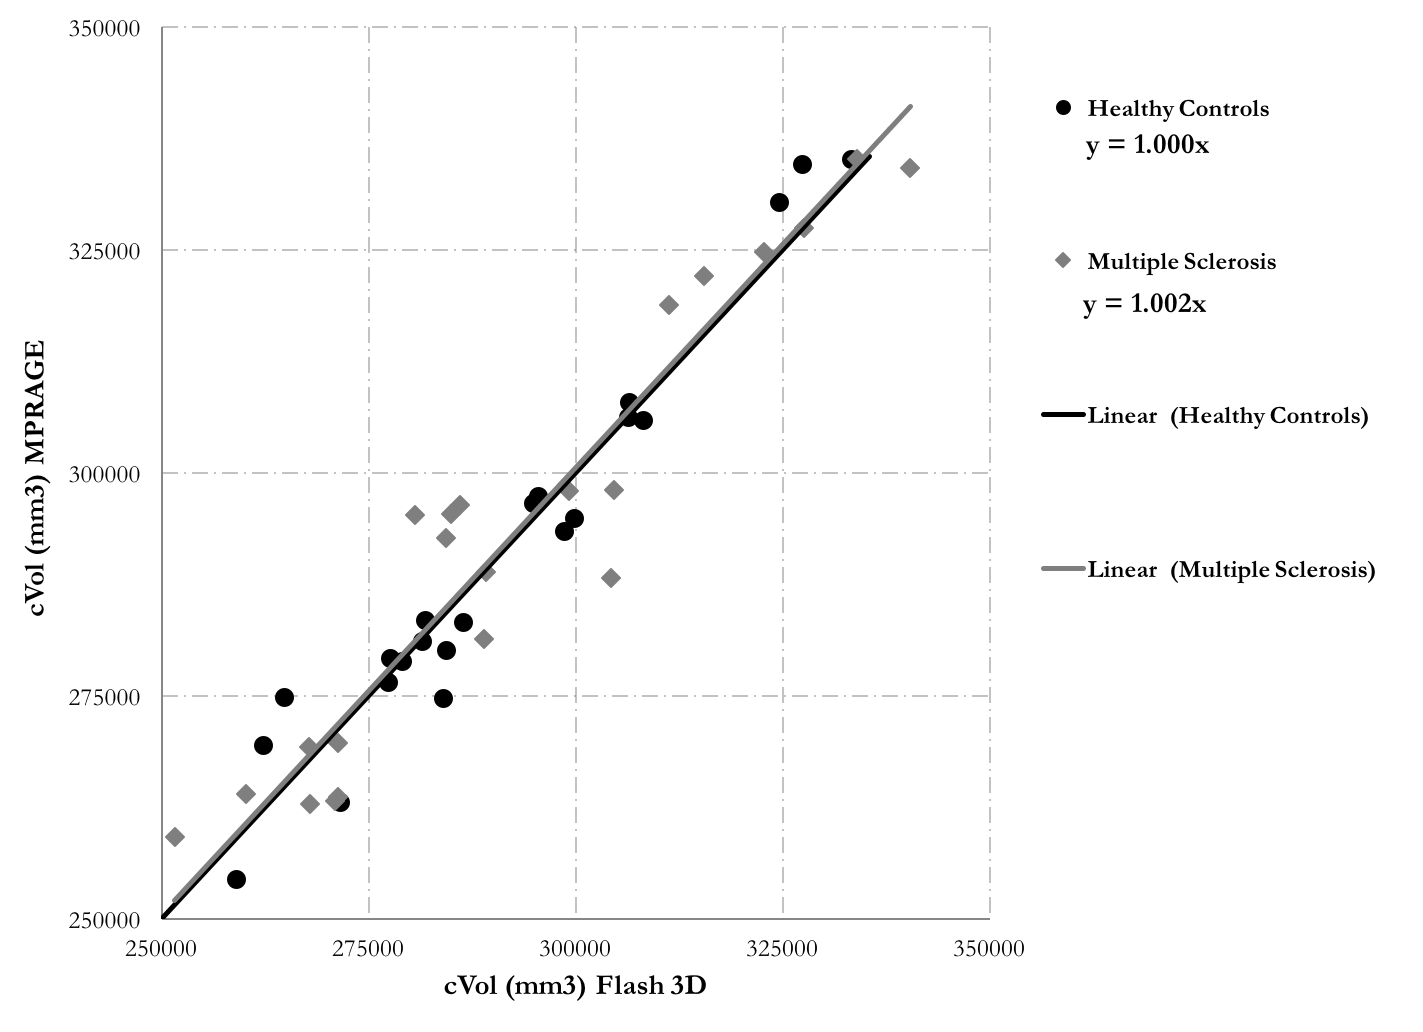 350000
325000
300000
275000
250000
cVol (mm3) MPRAGE
250000 275000 300000 325000 350000
cVol (mm3) Flash 3D
Healthy Controls
y = 1.000x
Multiple Sclerosis
y = 1.002x
Linear (Healthy Controls)
Linear (Multiple Sclerosis)